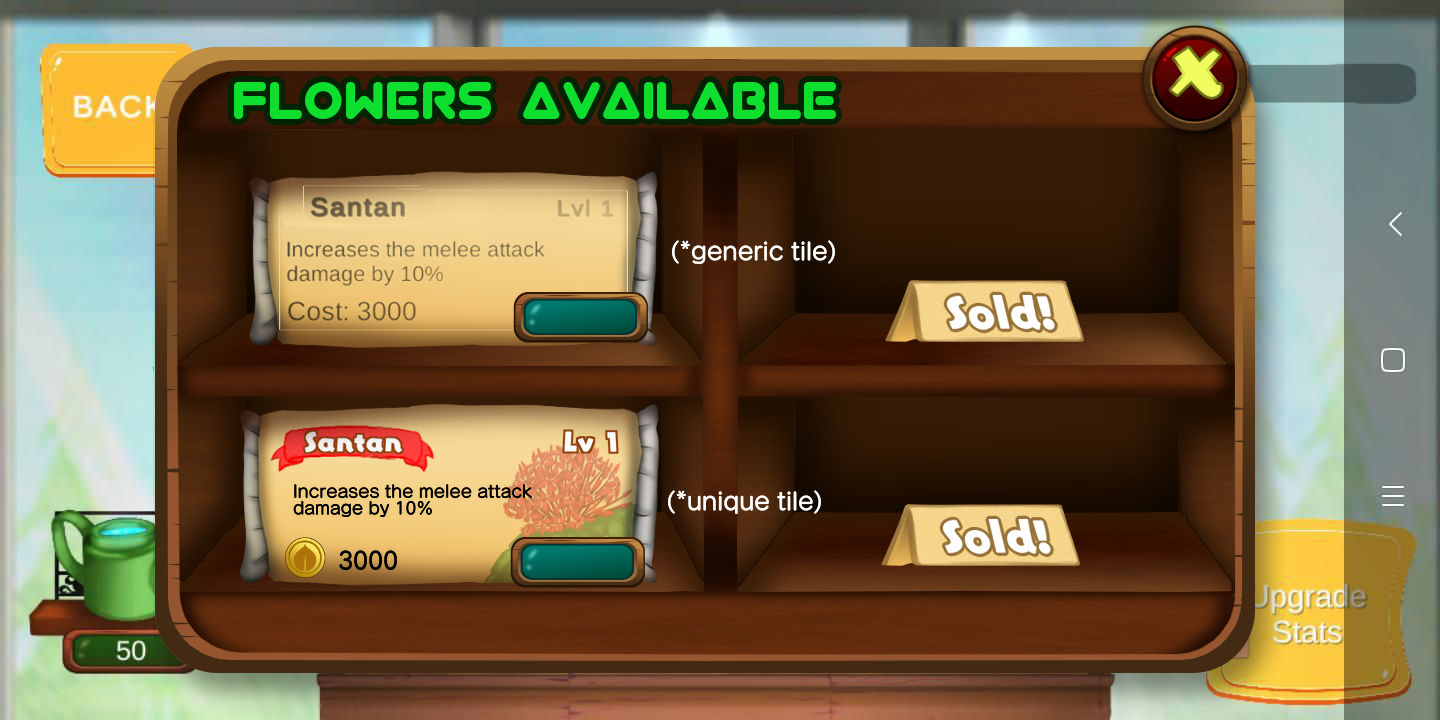 BACK
FLOWERS AVAILABLE
Santan
Lvl 1
Increases the melee attack
damage by 10%
Cost: 3000
(*generic tile)
Sold!
Santan
Lv 1
Increases the melee attack
damage by 10%
3000
(*unique tile)
Sold!
50
Upgrade
Stats